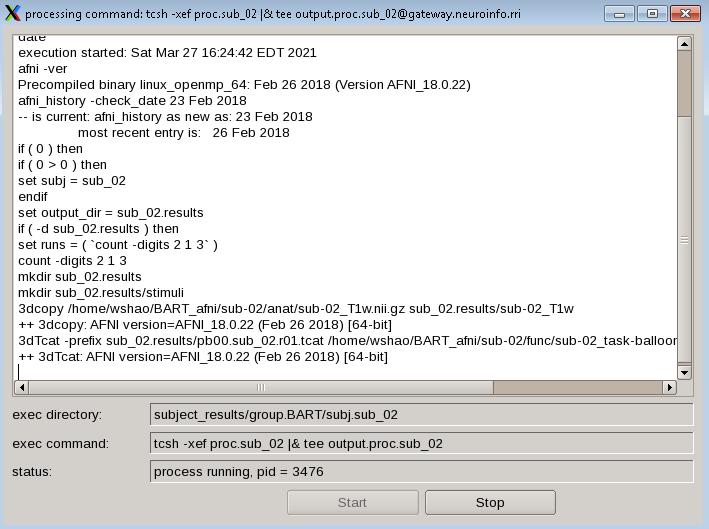 processing command: tcsh -xef proc.sub_02 |& tee output.proc.sub_02@gateway.neuroinfo.rri
date
execution started: Sat Mar 27 16:24:42 EDT 2021
afni -ver
Precompiled binary linux_openmp_64: Feb 26 2018 (Version AFNI_18.0.22)
afni_history -check_date 23 Feb 2018
-- is current: afni_history as new as: 23 Feb 2018
most recent entry is: 26 Feb 2018
if ( 0 ) then
if ( 0 > 0 ) then
set subj = sub_02
endif
set output_dir = sub_02.results
if ( -d sub_02.results ) then
set runs = ( `count -digits 2 1 3` )
count -digits 2 1 3
mkdir sub_02.results
mkdir sub_02.results/stimuli
3dcopy /home/wshao/BART_afni/sub-02/anat/sub-02_T1w.nii.gz sub_02.results/sub-02_T1w
++ 3dcopy: AFNI version=AFNI_18.0.22 (Feb 26 2018) [64-bit]
3dTcat -prefix sub_02.results/pb00.sub_02.r01.tcat /home/wshao/BART_afni/sub-02/func/sub-02_task-balloon
++ 3dTcat: AFNI version=AFNI_18.0.22 (Feb 26 2018) [64-bit]
exec directory: subject_results/group.BART/subj.sub_02
exec command: tcsh -xef proc.sub_02 |& tee output.proc.sub_02
status: process running, pid = 3476
Start Stop